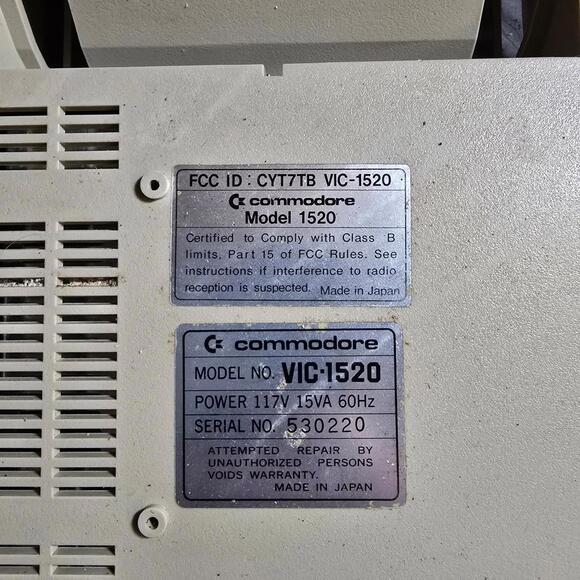 FCC ID : CYT7TB VIC-1520
commodore
Model 1520
Certified to Comply with Class B
limits, Part 15 of FCC Rules. See
instructions if interference to radio
reception is suspected. Made in Japan
commodore
MODEL NO. VIC-1520
POWER 117V 15VA 60Hz
SERIAL NO. 530220
ATTEMPTED REPAIR BY
UNAUTHORIZED PERSONS
VOIDS WARRANTY.
MADE IN JAPAN